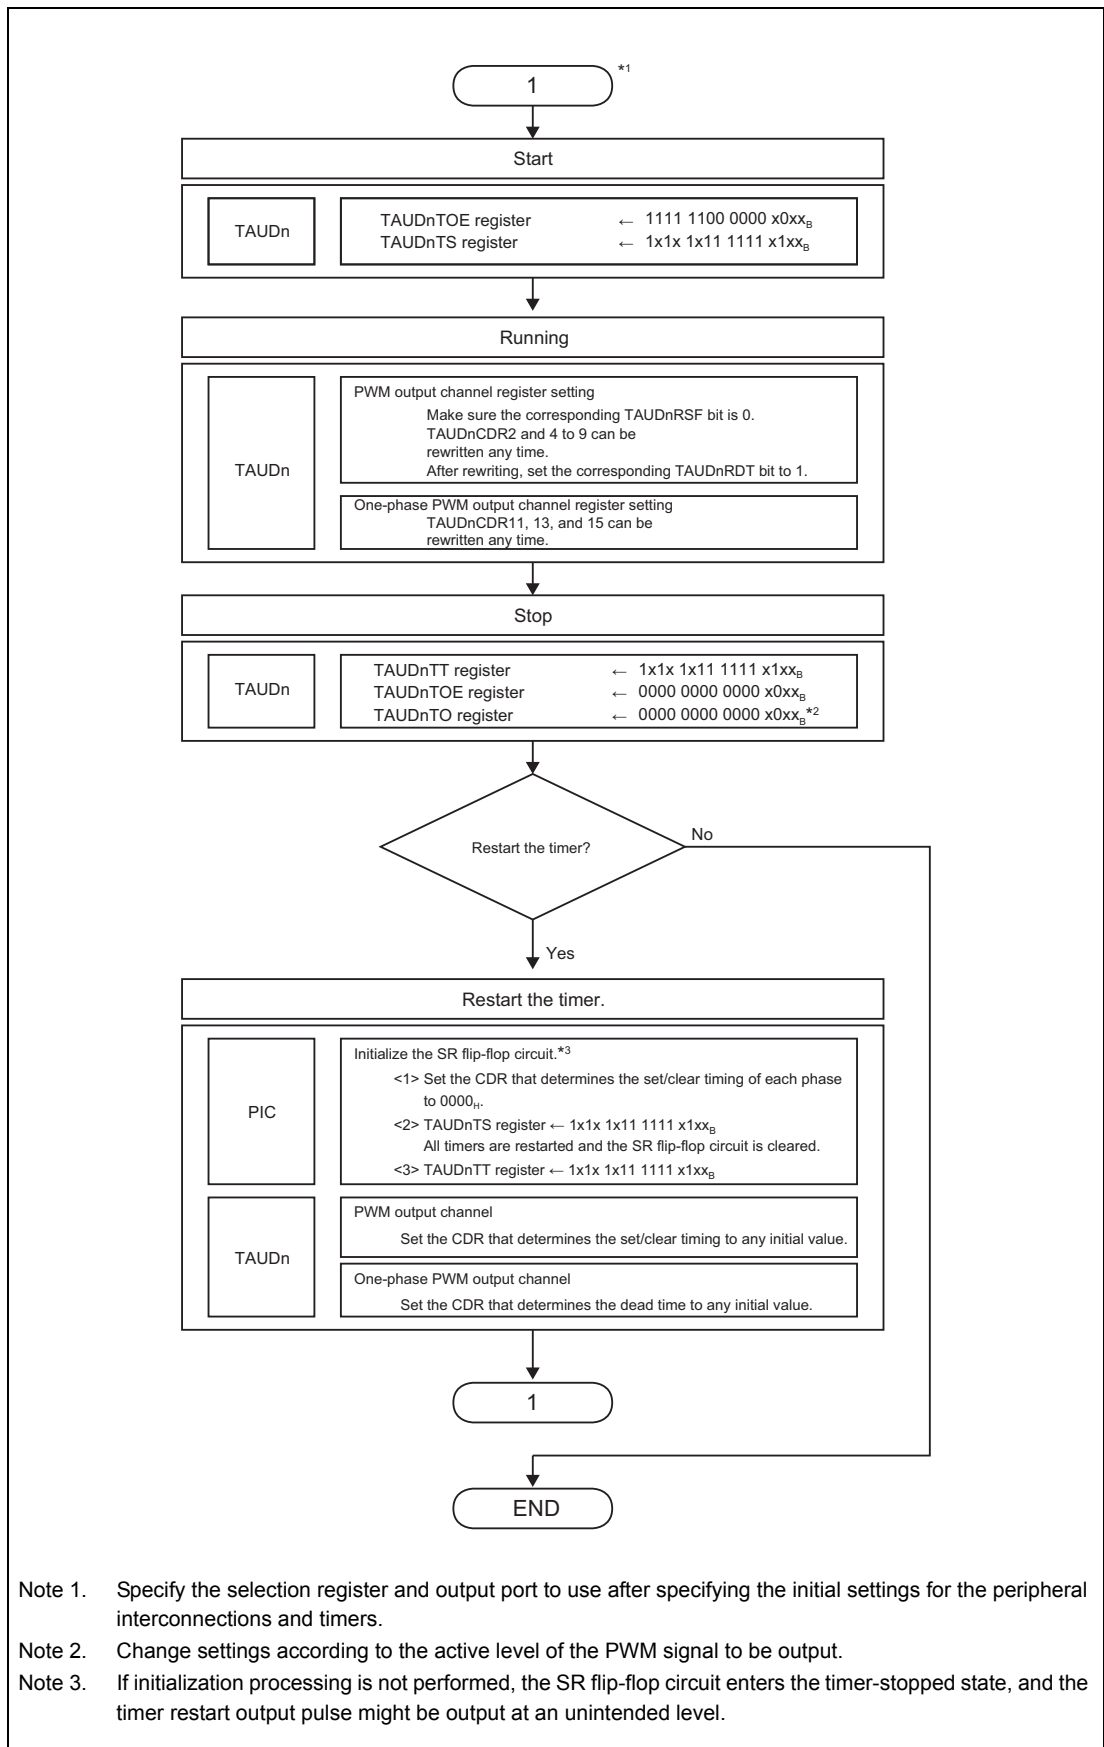 1 *1
Start
TAUDn
TAUDnTOE register ← 1111 1100 0000 x0xxB
TAUDnTS register ← 1x1x 1x11 1111 x1xxB
Running
TAUDn
PWM output channel register setting
Make sure the corresponding TAUDnRSF bit is 0.
TAUDnCDR2 and 4 to 9 can be
rewritten any time.
After rewriting, set the corresponding TAUDnRDT bit to 1.
One-phase PWM output channel register setting
TAUDnCDR11, 13, and 15 can be
rewritten any time.
Stop
TAUDn
TAUDnTT register ← 1x1x 1x11 1111 x1xxB
TAUDnTOE register ← 0000 0000 0000 x0xxB
TAUDnTO register ← 0000 0000 0000 x0xxB*2
Restart the timer?
No
Yes
Restart the timer.
PIC
Initialize the SR flip-flop circuit.*3
<1> Set the CDR that determines the set/clear timing of each phase
to 0000H.
<2> TAUDnTS register ← 1x1x 1x11 1111 x1xxB
All timers are restarted and the SR flip-flop circuit is cleared.
<3> TAUDnTT register ← 1x1x 1x11 1111 x1xxB
TAUDn
PWM output channel
Set the CDR that determines the set/clear timing to any initial value.
One-phase PWM output channel
Set the CDR that determines the dead time to any initial value.
1
END
Note 1. Specify the selection register and output port to use after specifying the initial settings for the peripheral
interconnections and timers.
Note 2. Change settings according to the active level of the PWM signal to be output.
Note 3. If initialization processing is not performed, the SR flip-flop circuit enters the timer-stopped state, and the
timer restart output pulse might be output at an unintended level.